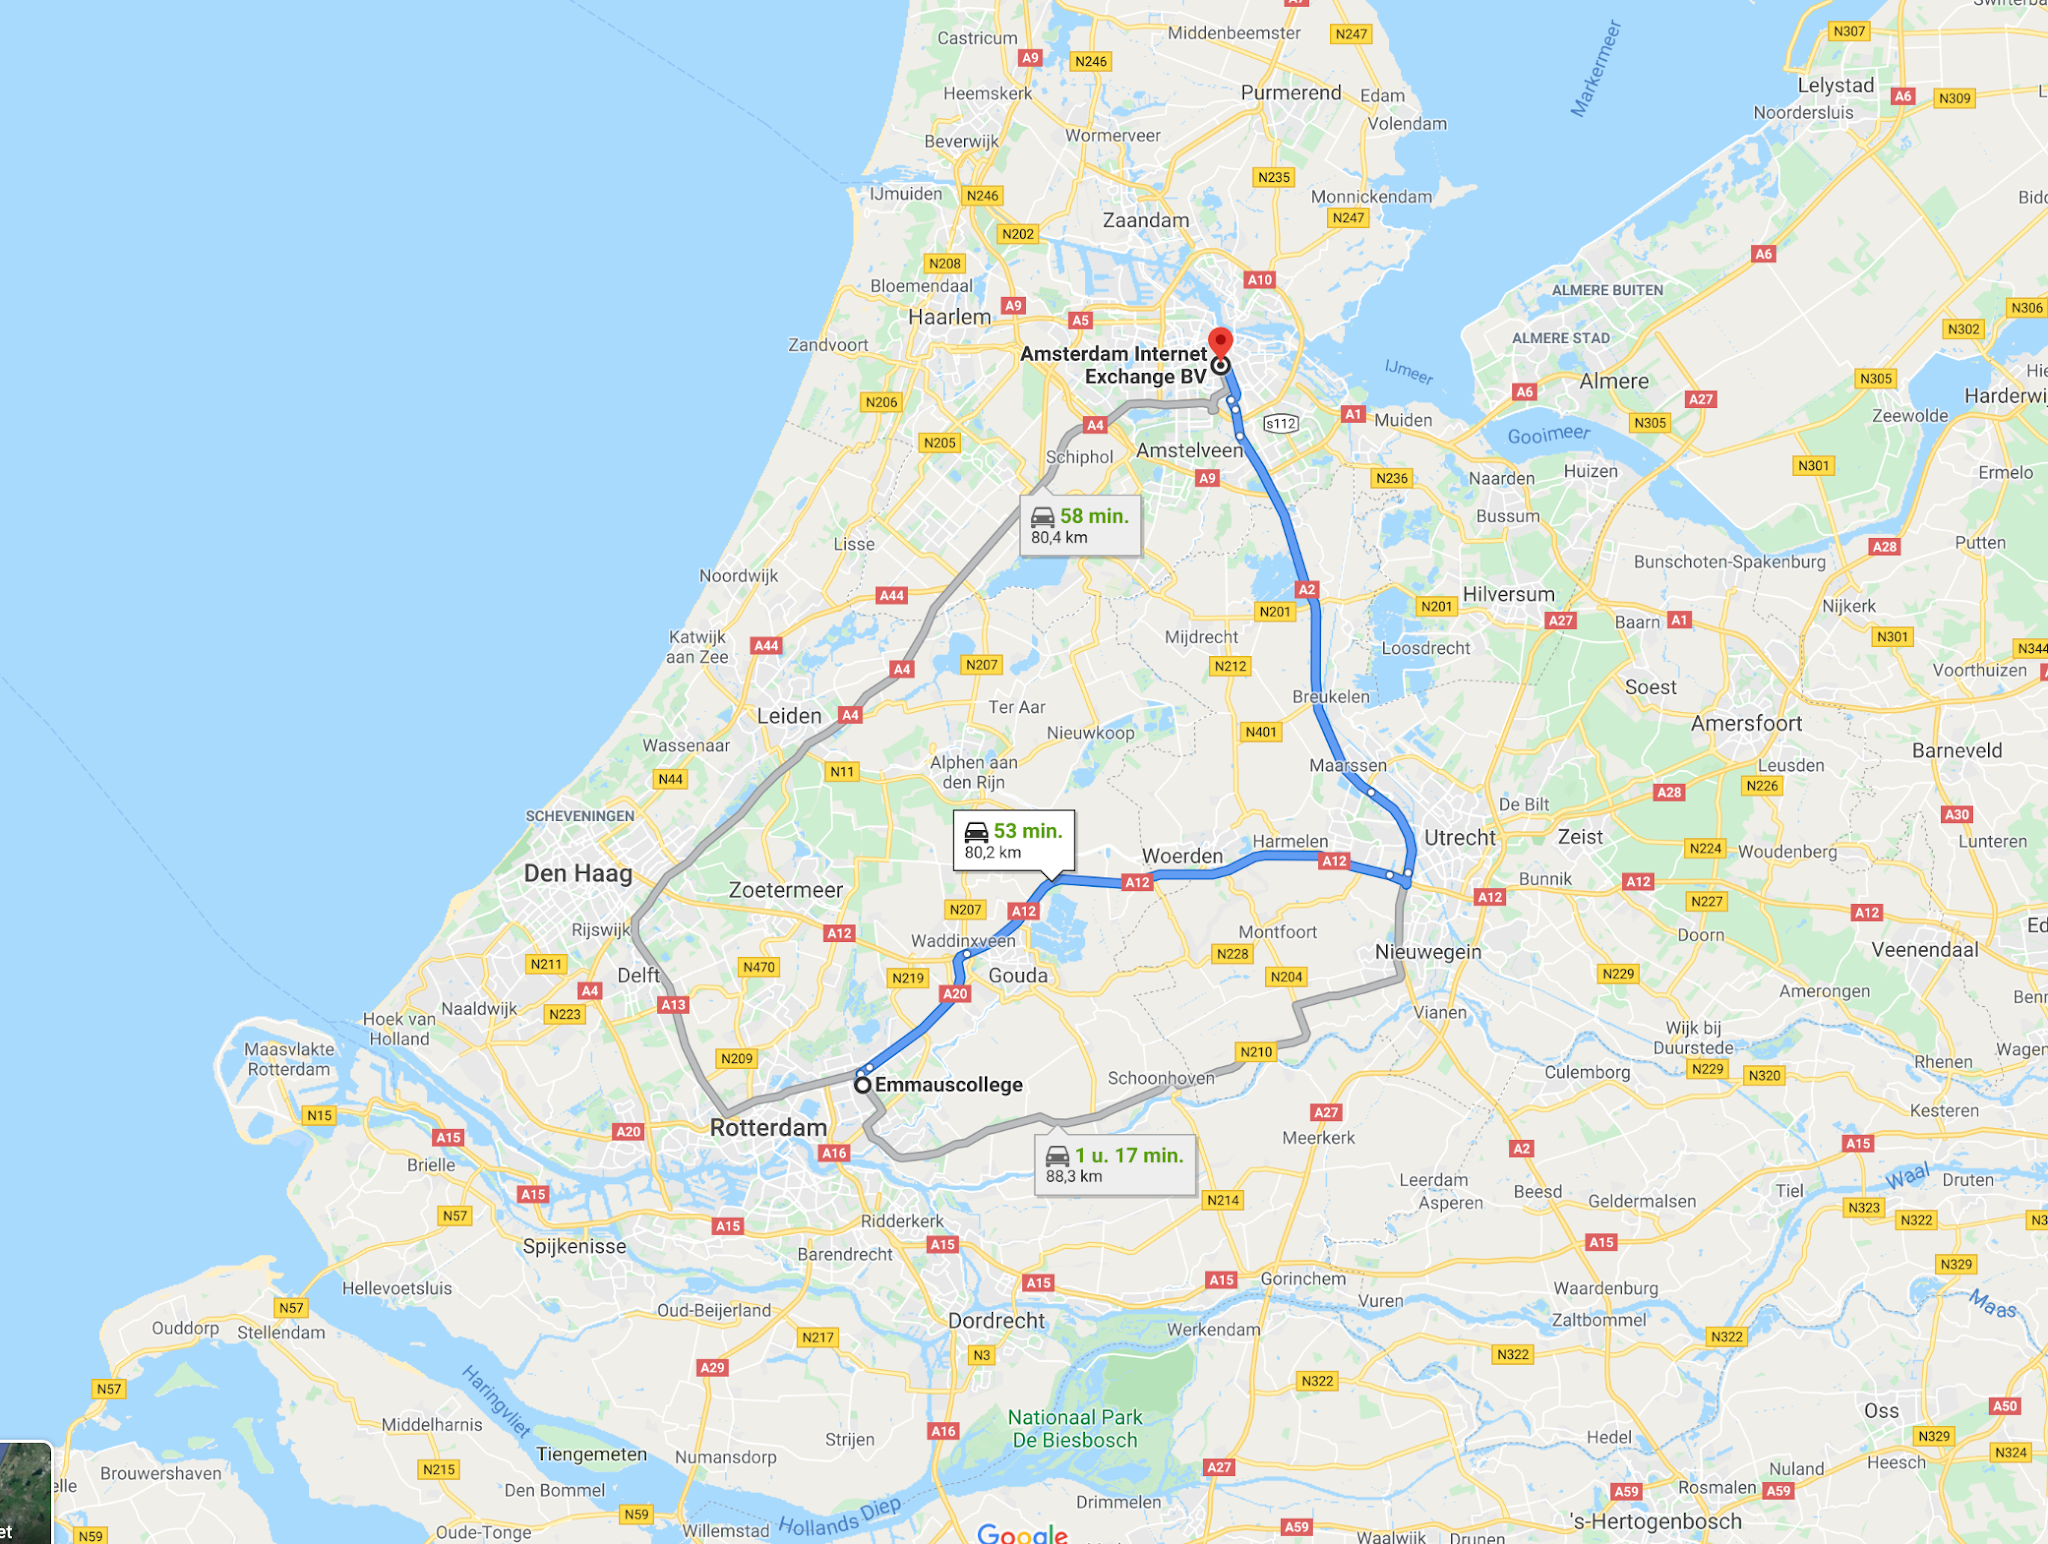 Castricum
A9
A7
Middenbeemster
N247
N307
N246
Lelystad
Heemskerk
Purmerend
Edam
A6
N309
Markermeer
Noordersluis
Volendam
Beverwijk
Wormerveer
N235
IJmuiden
N246
Monnickendam
Zaandam
N247
N202
A6
N208
A10
Bloemendaal
ALMERE BUITEN
A9
N306
Haarlem
A5
N302
Zandvoort
ALMERE STAD
Amsterdam Internet
Exchange BV
IJmeer
Almere
N305
A6
A27
Harderwij
N206
A1
Muiden
Zeewolde
A4
s112
N305
N205
Gooimeer
Schiphol
Amstelveen
N301
Huizen
Ermelo
A9
N236
Naarden
58 min.
80,4 km
Bussum
Lisse
A28
Putten
Noordwijk
Bunschoten-Spakenburg
A44
A2
Hilversum
N201
N201
Nijkerk
A27
Baarn
A1
Katwijk
aan Zee
A44
Mijdrecht
N301
Loosdrecht
N344
A4
N207
N212
Voorthuizen
Breukelen
Soest
Leiden
A4
Ter Aar
Amersfoort
Nieuwkoop
N401
Wassenaar
Barneveld
Alphen aan
den Rijn
Maarssen
Leusden
N44
N11
N226
A28
De Bilt
SCHEVENINGEN
A30
53 min.
80,2 km
Harmelen
Utrecht
Zeist
Lunteren
Woerden
A12
N224
Woudenberg
Den Haag
Zoetermeer
A12
Bunnik
A12
N207
A12
A12
N227
A12
Rijswijk
A12
Waddinxveen
Montfoort
Doorn
Nieuwegein
Veenendaal
N211
N470
N228
Delft
N219
Gouda
N204
N229
A4
A20
Amerongen
Naaldwijk
A13
N223
Vianen
Hoek van
Holland
Wijk bij
Duurstede
Maasvlakte
Rotterdam
N209
N210
Rhenen
N229
N320
Emmauscollege
Schoonhoven
Culemborg
N15
A27
Kesteren
Rotterdam
A20
A15
Meerkerk
A2
A15
A16
1 u. 17 min.
88,3 km
Brielle
Leerdam
Waal
A15
Beesd
Tiel
Druten
N214
Asperen
Geldermalsen
N57
A15
Ridderkerk
N323
N322
Spijkenisse
A15
Barendrecht
A15
Hellevoetsluis
A15
A15
Gorinchem
N329
Waardenburg
N57
Oud-Beijerland
Vuren
Maas
Ouddorp
Stellendam
Dordrecht
Werkendam
Zaltbommel
N217
N322
N3
N322
A29
N322
N57
Haringvliet
A50
Nationaal Park
De Biesbosch
Oss
Middelharnis
A16
Strijen
Hedel
N329
Tiengemeten
N324
Numansdorp
A27
Brouwershaven
N215
Nuland
Heesch
Den Bommel
Rosmalen
A59
A59
Drimmelen
Hollands Diep
N59
's-Hertogenbosch
Willemstad
A59
Oude-Tonge
N59
Google
Waalwijk
Drunen